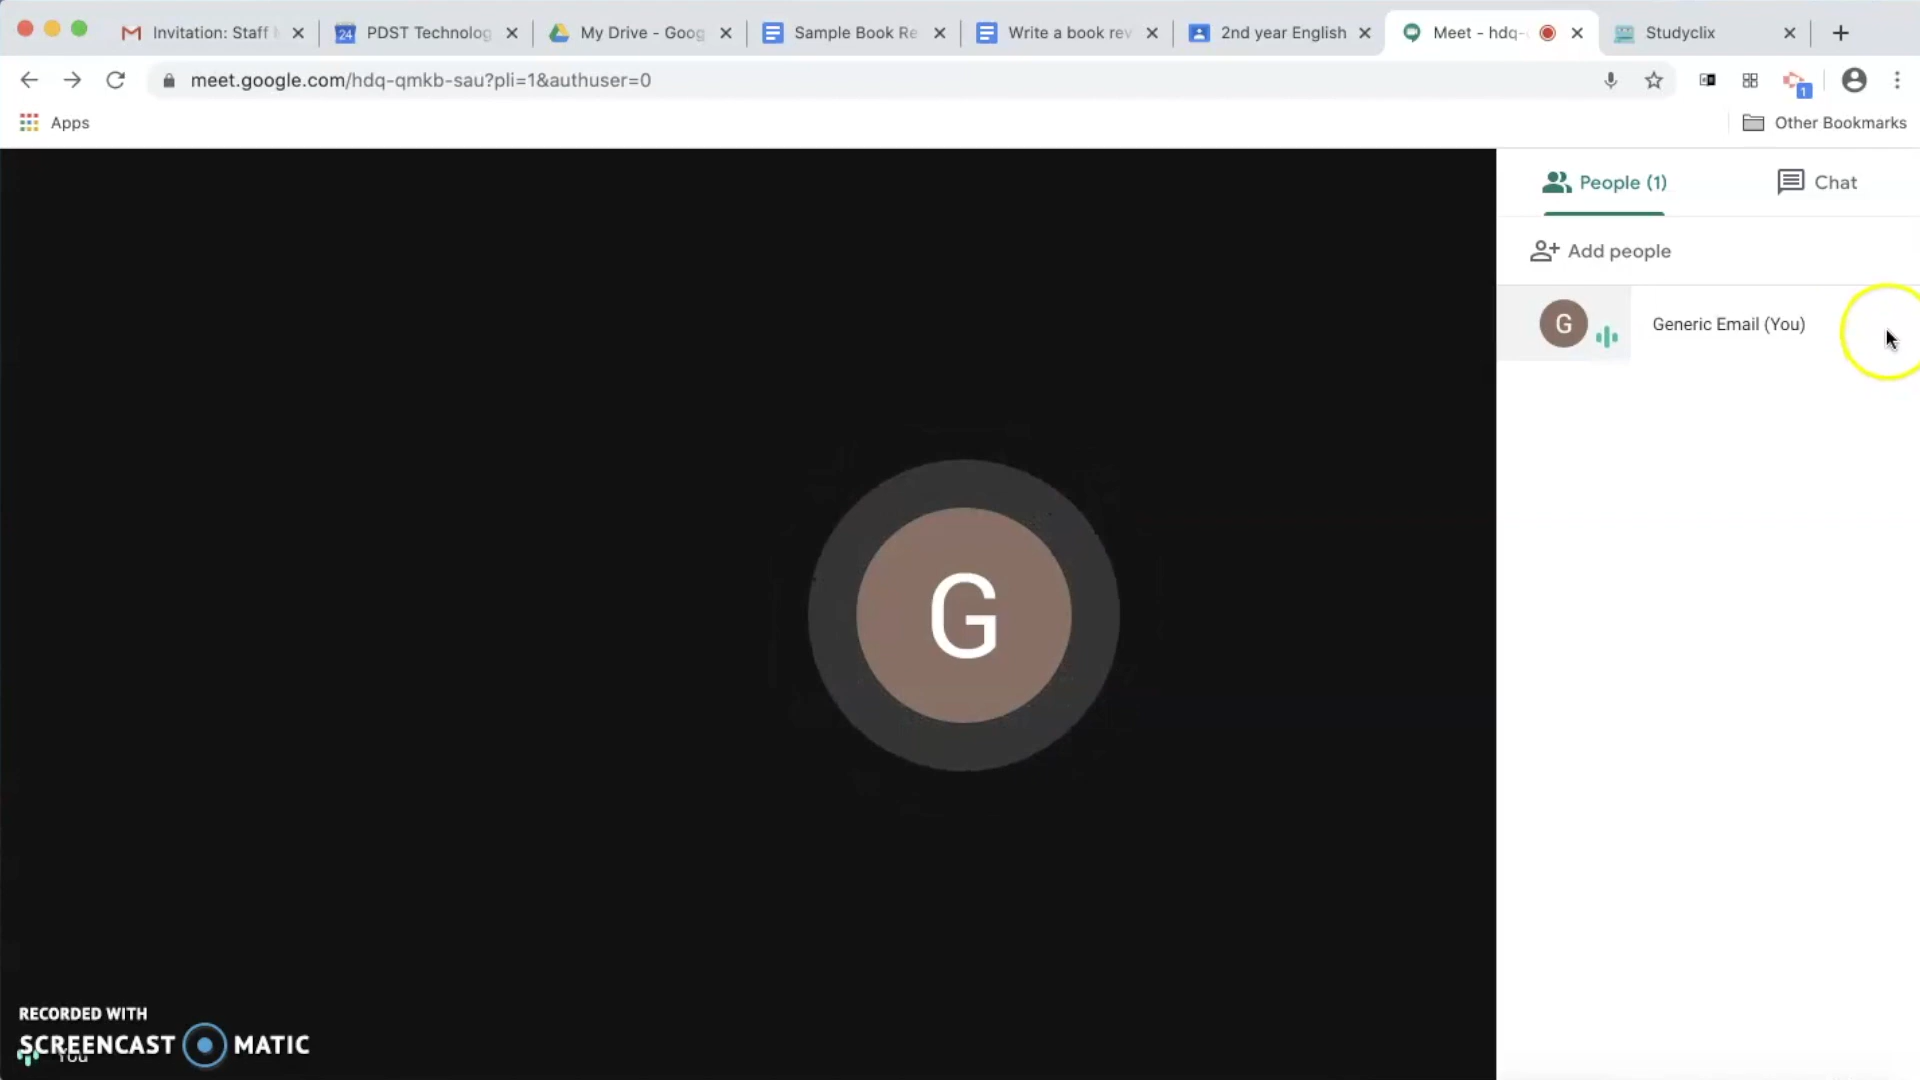 Invitation: Staff
24 PDST Technolog
My Drive - Goog
Sample Book Re
Write a book rev
2nd year English
Meet - hdq-
Studyclix
meet.google.com/hdq-qmkb-sau?pli=1&authuser=0
1
Apps
Other Bookmarks
People (1)
Chat
Add people
G
Generic Email (You)
G
RECORDED WITH
SCREENCAST MATIC
You